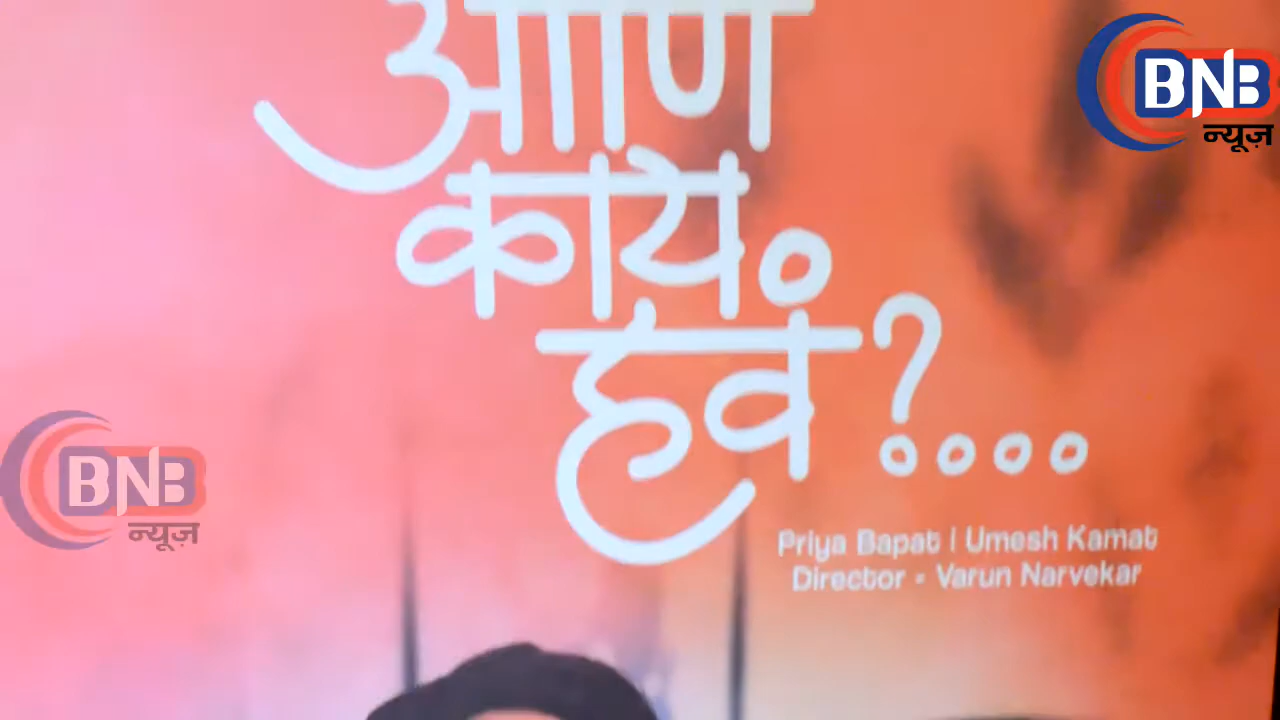 आणि
काय
हवं?....
Priya Bapat | Umesh Kamat
Director - Varun Narvekar
BNB
न्यूज़
BNB
न्यूज़